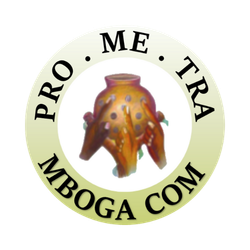 PRO . ME . TRA
MBOGA COM